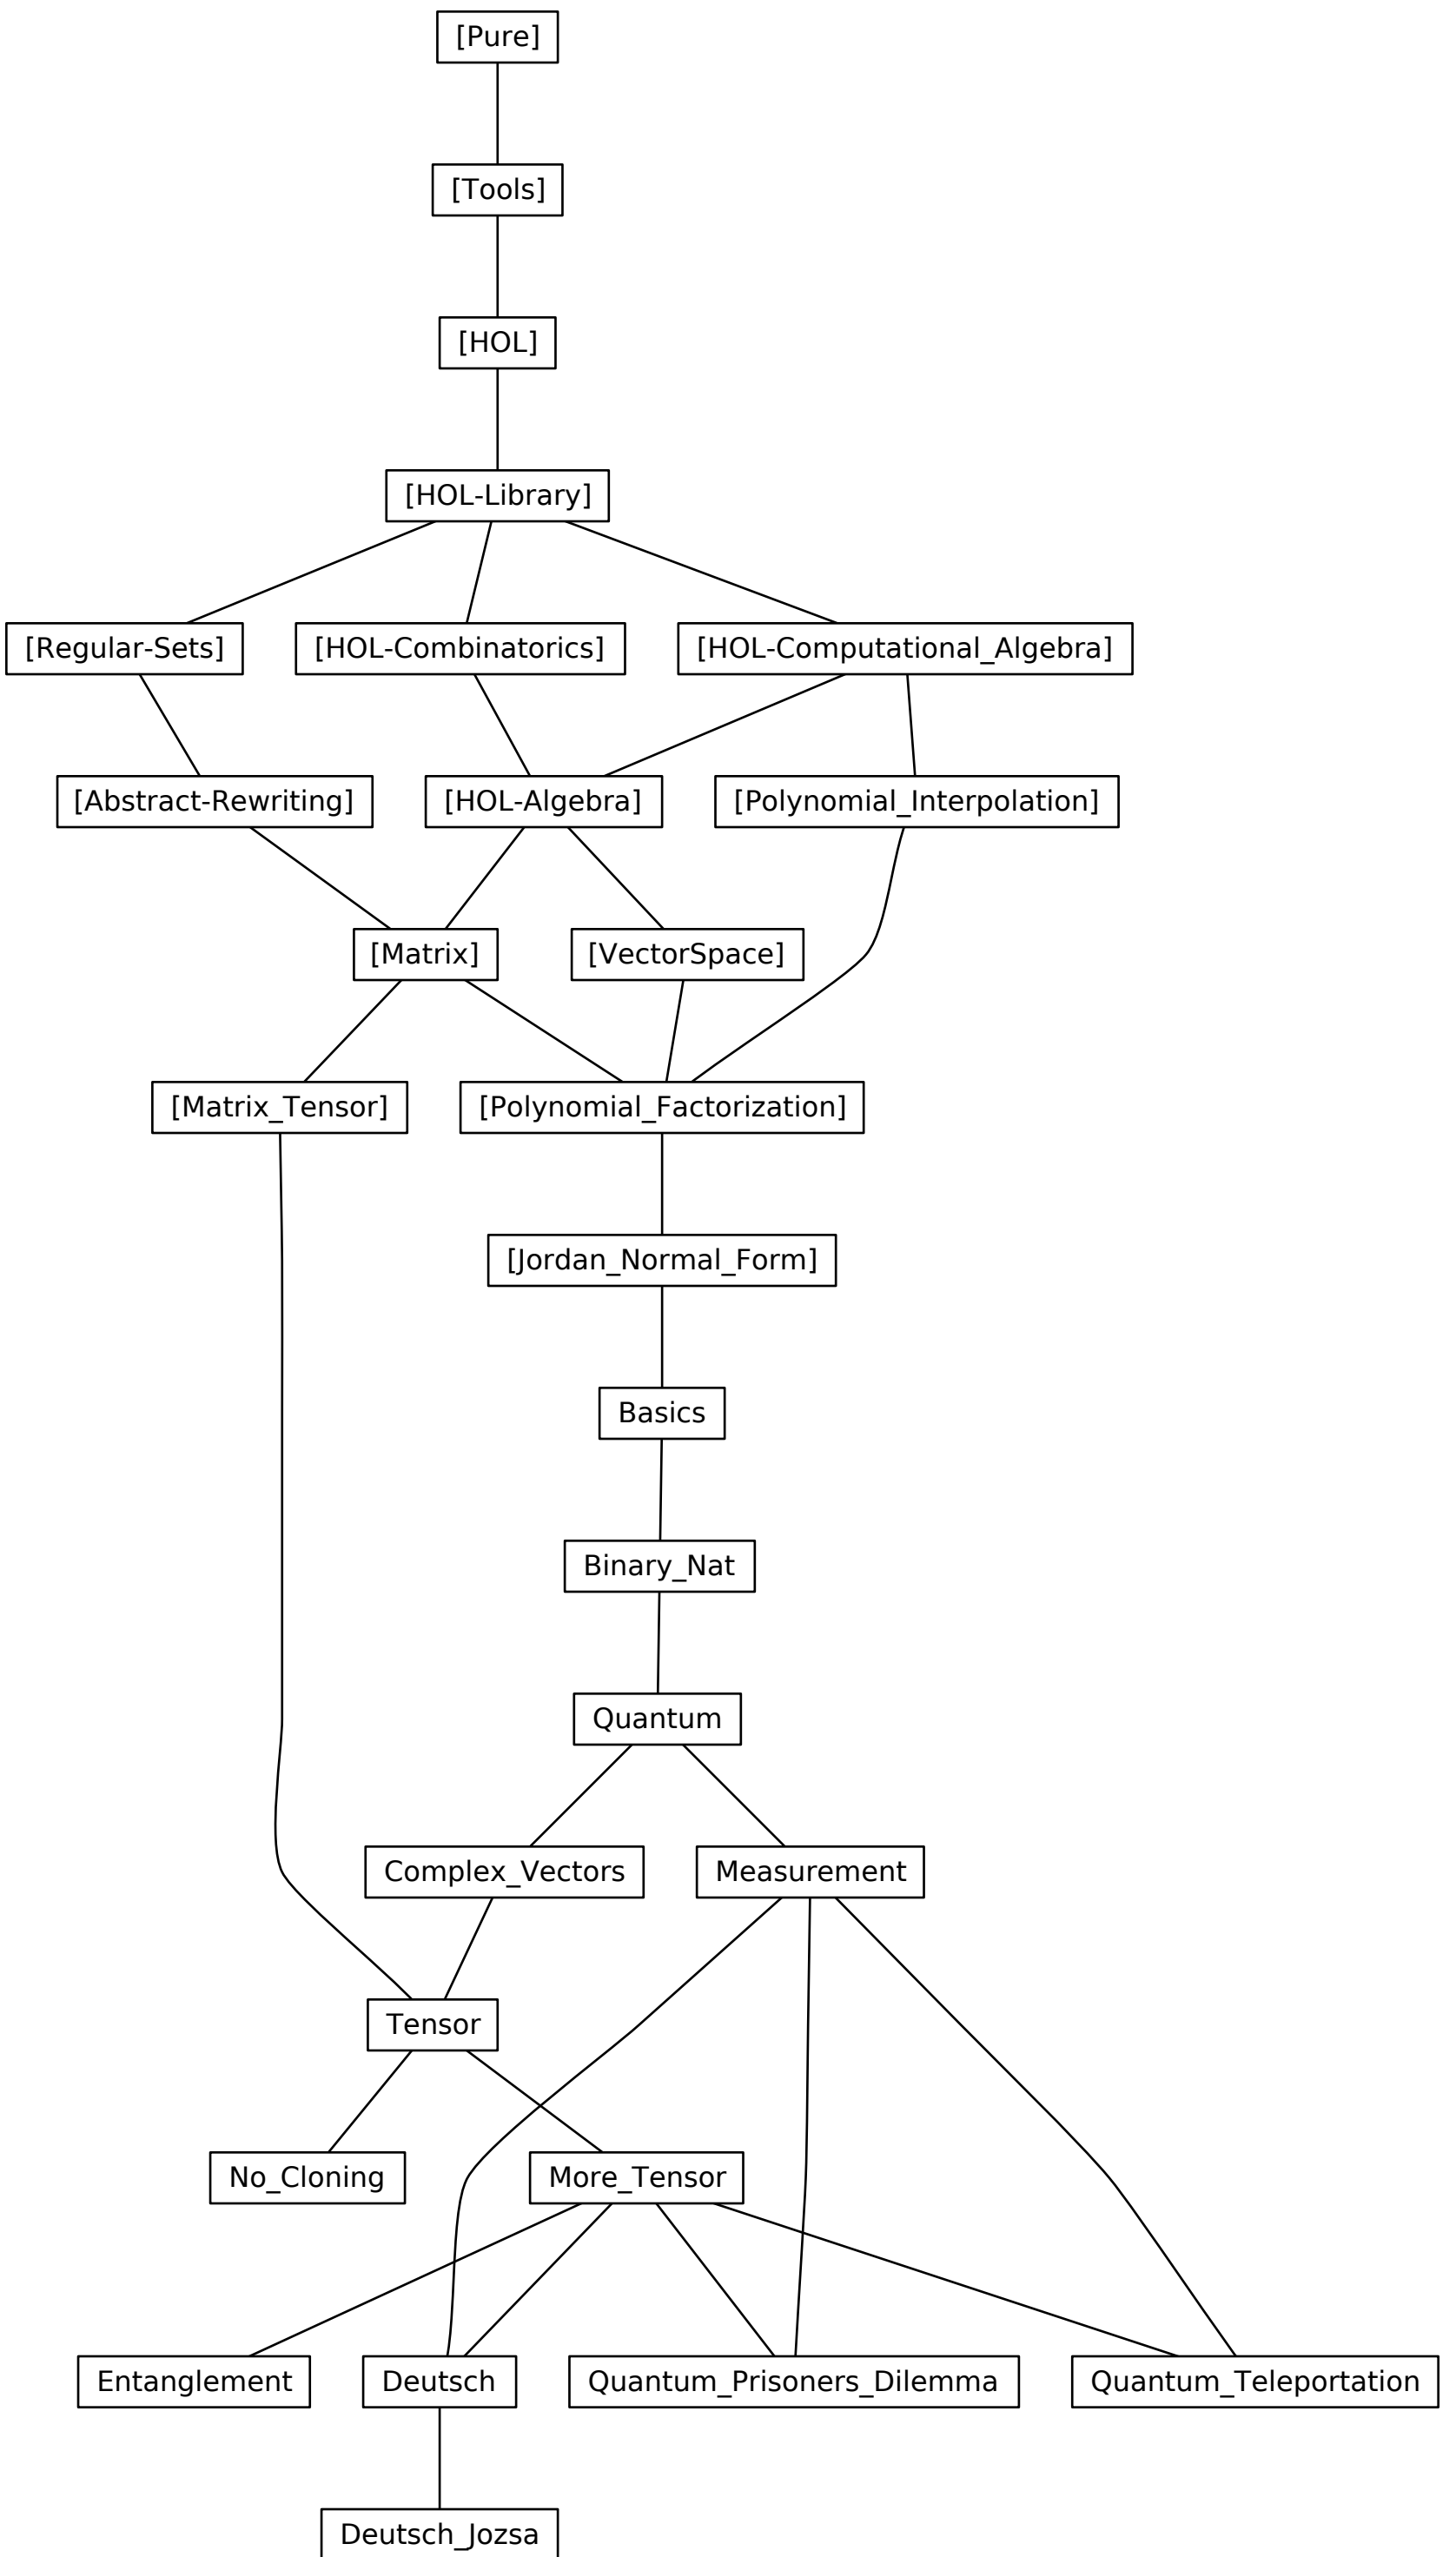 [Pure]
[Tools]
[HOL]
[HOL-Library]
[Regular-Sets]
[HOL-Combinatorics]
[HOL-Computational_Algebra]
[Abstract-Rewriting]
[HOL-Algebra]
[Polynomial_Interpolation]
[Matrix]
[VectorSpace]
[Matrix_Tensor]
[Polynomial_Factorization]
[Jordan_Normal_Form]
Basics
Binary_Nat
Quantum
Complex_Vectors
Measurement
Tensor
No_Cloning
More_Tensor
Entanglement
Deutsch
Quantum_Prisoners_Dilemma
Quantum_Teleportation
Deutsch_Jozsa